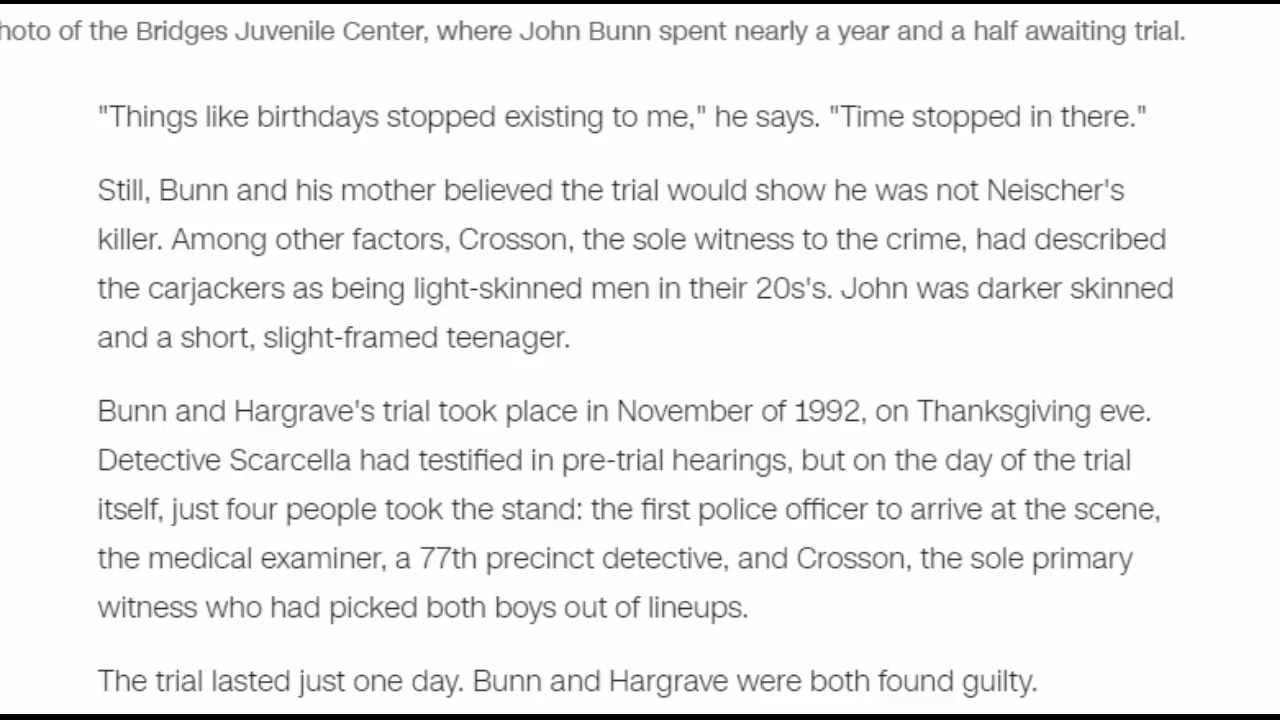 hoto of the Bridges Juvenile Center, where John Bunn spent nearly a year and a half awaiting trial.
"Things like birthdays stopped existing to me," he says. "Time stopped in there."
Still, Bunn and his mother believed the trial would show he was not Neischer's
killer. Among other factors, Crosson, the sole witness to the crime, had described
the carjackers as being light-skinned men in their 20s's. John was darker skinned
and a short, slight-framed teenager.
Bunn and Hargrave's trial took place in November of 1992, on Thanksgiving eve.
Detective Scarcella had testified in pre-trial hearings, but on the day of the trial
itself, just four people took the stand: the first police officer to arrive at the scene,
the medical examiner, a 77th precinct detective, and Crosson, the sole primary
witness who had picked both boys out of lineups.
The trial lasted just one day. Bunn and Hargrave were both found guilty.